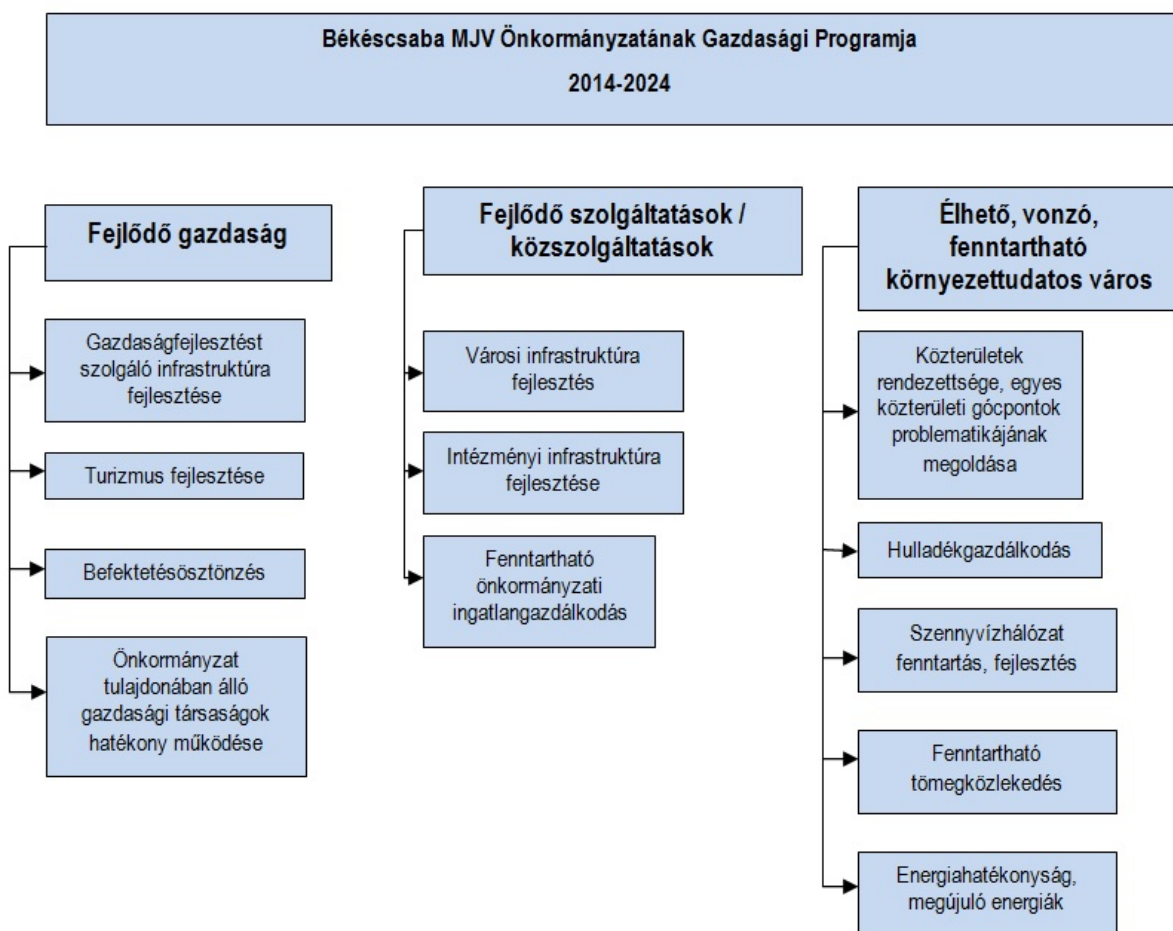 Békéscsaba MJV Önkormányzatának Gazdasági Programja
2014-2024
Fejlődő gazdaság
Gazdaságfejlesztést
szolgáló infrastruktúra
fejlesztése
Turizmus fejlesztése
Befektetésösztönzés
Önkormányzat
tulajdonában álló
gazdasági társaságok
hatékony működése
Fejlődő szolgáltatások /
közszolgáltatások
Városi infrastruktúra
fejlesztés
Intézményi infrastruktúra
fejlesztése
Fenntartható
önkormányzati
ingatlangazdálkodás
Élhető, vonzó,
fenntartható
környezettudatos város
Közterületek
rendezettsége, egyes
közterületi gócpontok
problematikájának
megoldása
Hulladékgazdálkodás
Szennyvízhálózat
fenntartás, fejlesztés
Fenntartható
tömegközlekedés
Energiahatékonyság,
megújuló energiák